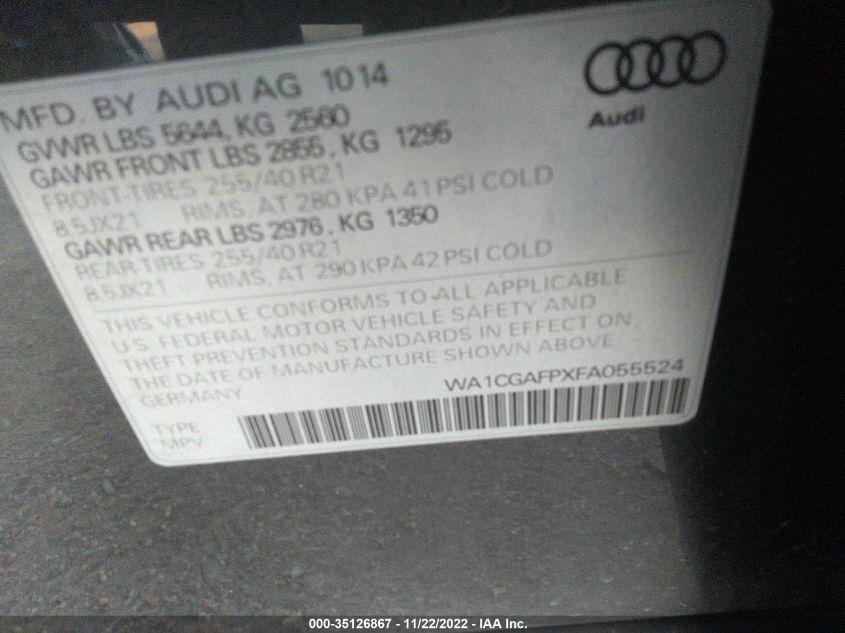 MFD. BY AUDI AG 10 14
GVWR LBS 5644, KG 2560
GAWR FRONT LBS 2855, KG 1295
FRONT-TIRES 255/40 R21
8.5JX21 RIMS, AT 280 KPA 41 PSI COLD
GAWR REAR LBS 2976, KG 1350
REAR-TIRES 255/40 R21
8.5JX21 RIMS, AT 290 KPA 42 PSI COLD
THIS VEHICLE CONFORMS TO ALL APPLICABLE
U.S. FEDERAL MOTOR VEHICLE SAFETY AND
THEFT PREVENTION STANDARDS IN EFFECT ON
THE DATE OF MANUFACTURE SHOWN ABOVE.
GERMANY
WA1CGAFPXFA055524
TYPE
MPV
Audi
000-35126867 - 11/22/2022 - IAA Inc.